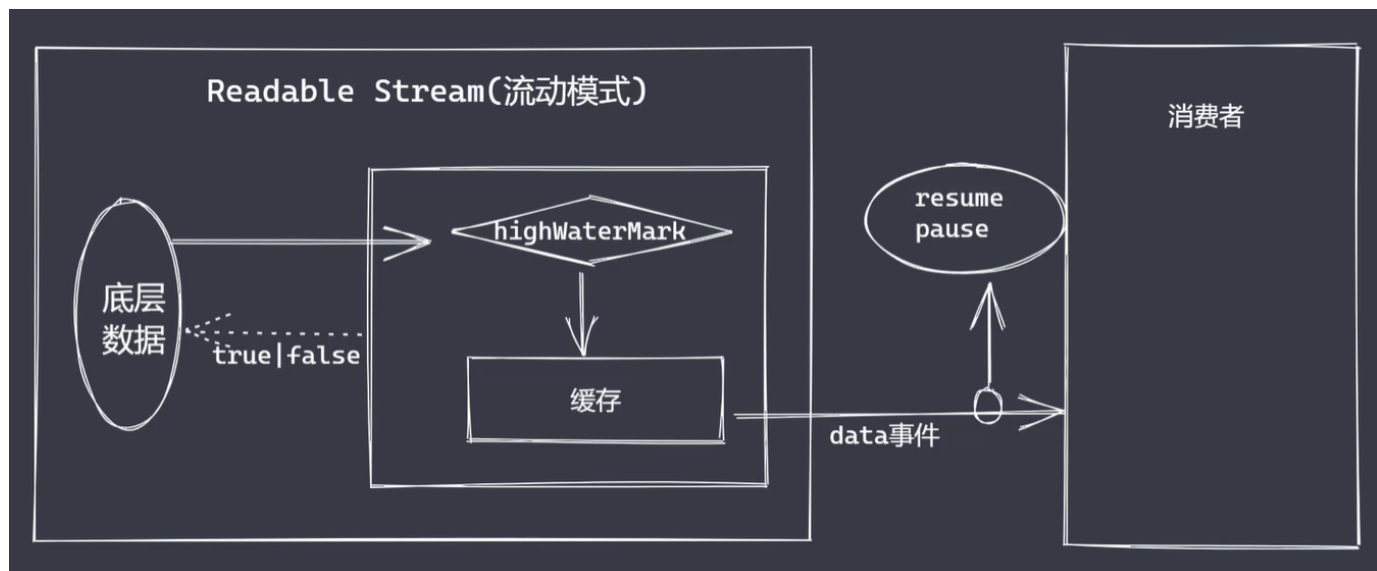 Readable Stream(流动模式)
消费者
resume
pause
highWaterMark
底层
数据
true|false
缓存
data事件